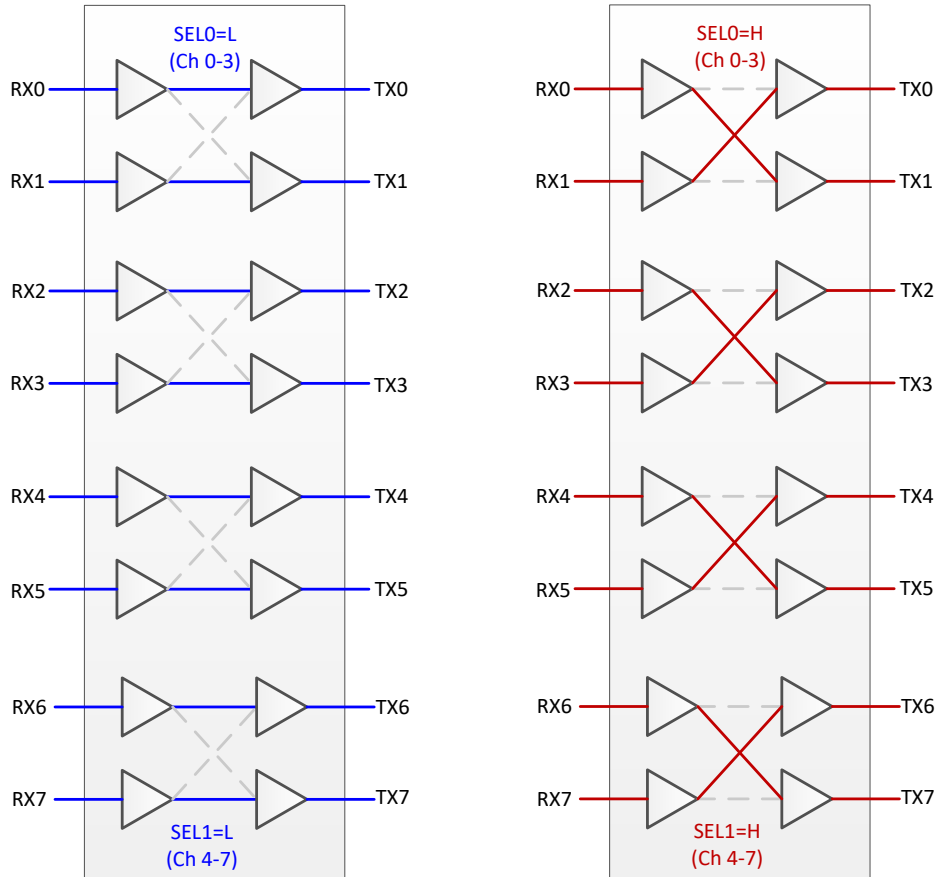 SEL0=L
(Ch 0-3)
RX0
TX0
RX1
TX1
RX2
TX2
RX3
TX3
RX4
TX4
RX5
TX5
RX6
TX6
RX7
TX7
SEL1=L
(Ch 4-7)
SEL0=H
(Ch 0-3)
RX0
TX0
RX1
TX1
RX2
TX2
RX3
TX3
RX4
TX4
RX5
TX5
RX6
TX6
RX7
TX7
SEL1=H
(Ch 4-7)